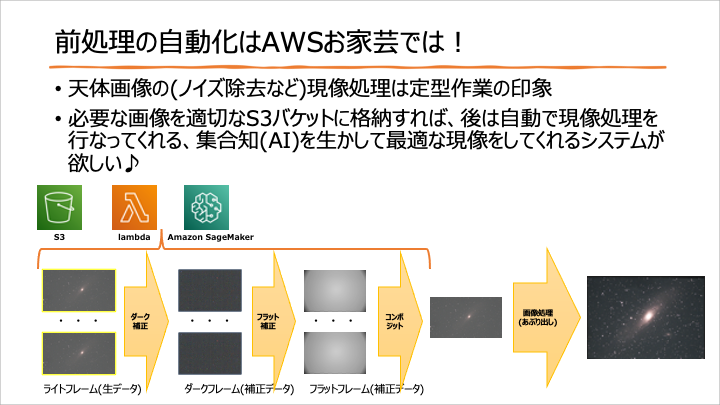 前処理の自動化はAWSお家芸では！
• 天体画像の(ノイズ除去など)現像処理は定型作業の印象
• 必要な画像を適切なS3バケットに格納すれば、後は自動で現像処理を
行なってくれる、集合知(AI)を生かして最適な現像をしてくれるシステムが
欲しい♪
S3
lambda
Amazon SageMaker
ダーク
補正
フラット
補正
コンポ
ジット
画像処理
(あぶり出し)
・・・
・・・
・・・
ライトフレーム(生データ)
ダークフレーム(補正データ)
フラットフレーム(補正データ)